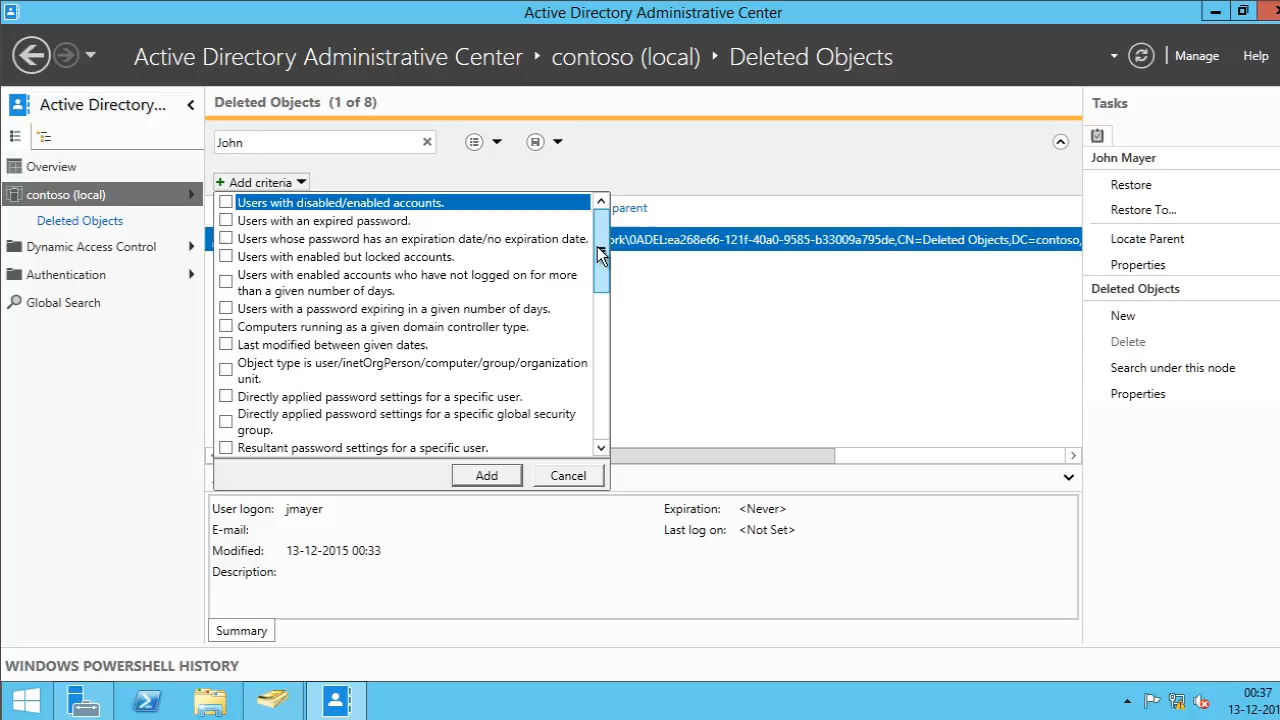 Active Directory Administrative Center
Active Directory Administrative Center • contoso (local) • Deleted Objects
Manage
Help
Active Directory...
Overview
contoso (local)
Deleted Objects
Dynamic Access Control
Authentication
Global Search
Deleted Objects (1 of 8)
John
Add criteria
parent
rk\0ADEL:ea268e66-121f-40a0-9585-b33009a795de,CN=Deleted Objects,DC=contoso,
Users with disabled/enabled accounts.
Users with an expired password.
Users whose password has an expiration date/no expiration date.
Users with enabled but locked accounts.
Users with enabled accounts who have not logged on for more
than a given number of days.
Users with a password expiring in a given number of days.
Computers running as a given domain controller type.
Last modified between given dates.
Object type is user/inetOrgPerson/computer/group/organization
unit.
Directly applied password settings for a specific user.
Directly applied password settings for a specific global security
group.
Resultant password settings for a specific user.
Add
Cancel
User logon: jmayer
E-mail:
Modified: 13-12-2015 00:33
Description:
Expiration: <Never>
Last log on: <Not Set>
Summary
Tasks
John Mayer
Restore
Restore To...
Locate Parent
Properties
Deleted Objects
New
Delete
Search under this node
Properties
WINDOWS POWERSHELL HISTORY
00:37
13-12-201